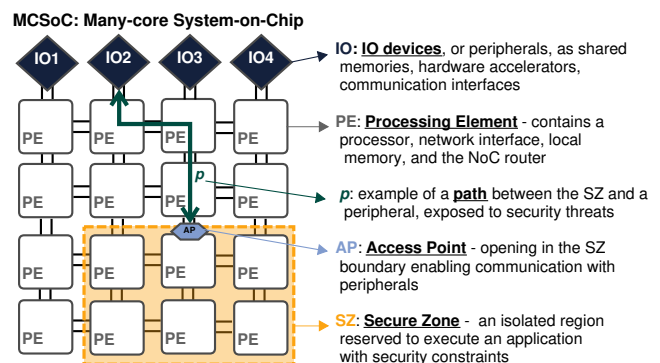 MCSoC: Many-core System-on-Chip
IO1 IO2 IO3 IO4
IO: IO devices, or peripherals, as shared
memories, hardware accelerators,
communication interfaces
PE PE PE PE
PE: Processing Element - contains a
processor, network interface, local
memory, and the NoC router
PE PE PE PE
p
p: example of a path between the SZ and a
peripheral, exposed to security threats
AP
AP: Access Point - opening in the SZ
boundary enabling communication with
peripherals
PE PE PE PE
PE PE PE PE
SZ: Secure Zone - an isolated region
reserved to execute an application
with security constraints